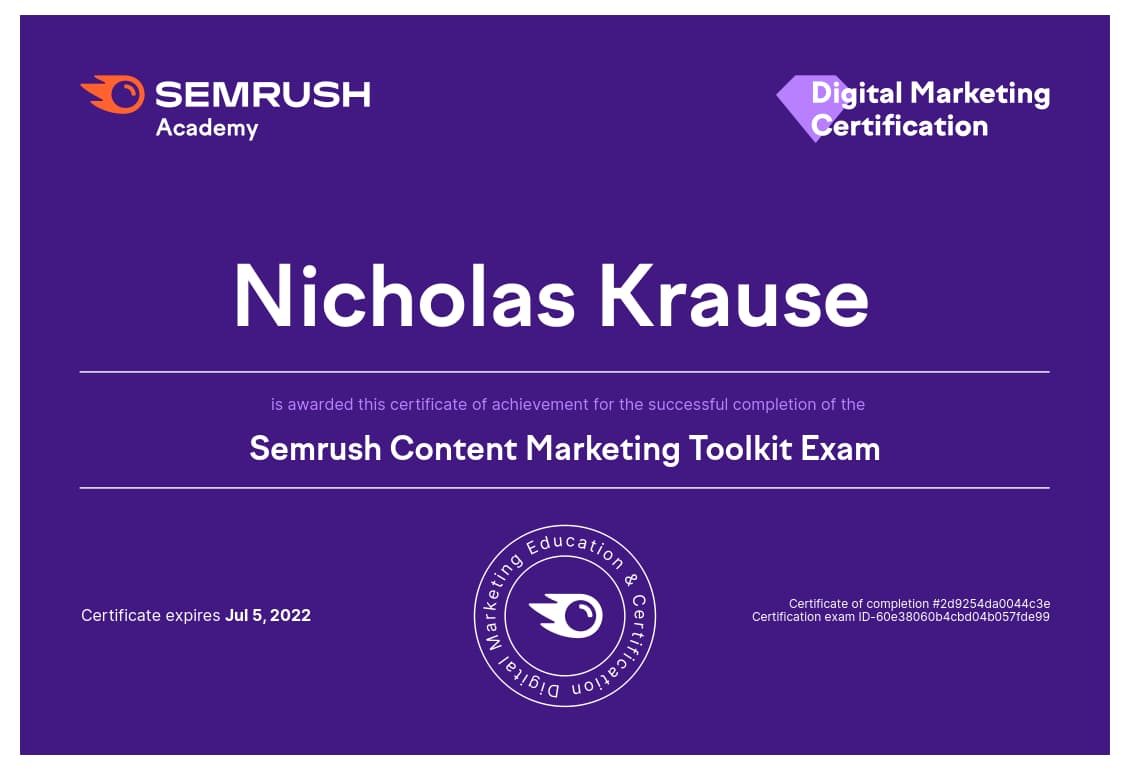 SEMRUSH
Academy
Digital Marketing
Certification
Nicholas Krause
is awarded this certificate of achievement for the successful completion of the
Semrush Content Marketing Toolkit Exam
Certificate expires Jul 5, 2022
Digital Marketing Education & Certification
Certificate of completion #2d9254da0044c3e
Certification exam ID-60e38060b4cbd04b057fde99